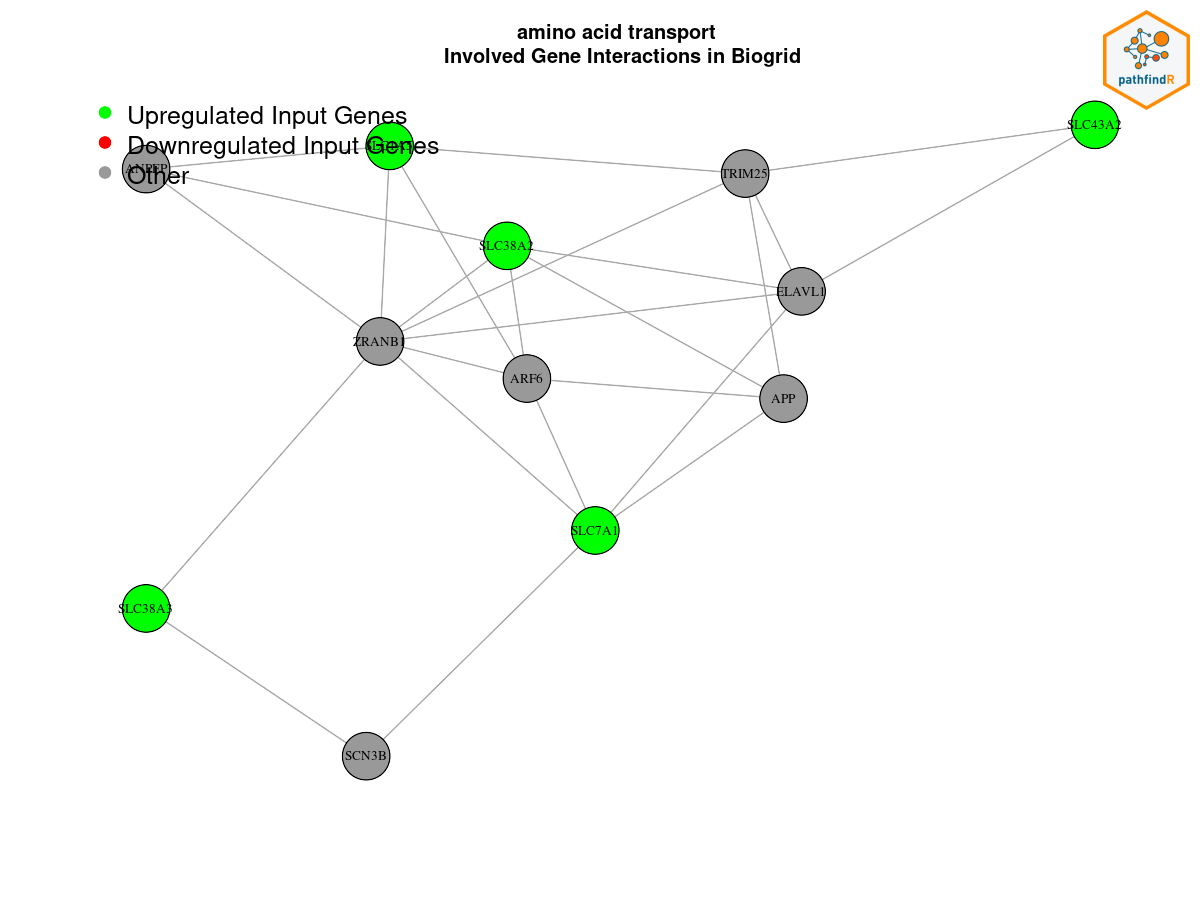 amino acid transport
Involved Gene Interactions in Biogrid
pathfindR
Upregulated Input Genes
Downregulated Input Genes
Other
SLC43A2
ANPEP
TRIM25
SLC38A2
ELAVL1
ZRANB1
ARF6
APP
SLC7A1
SLC38A3
SCN3B